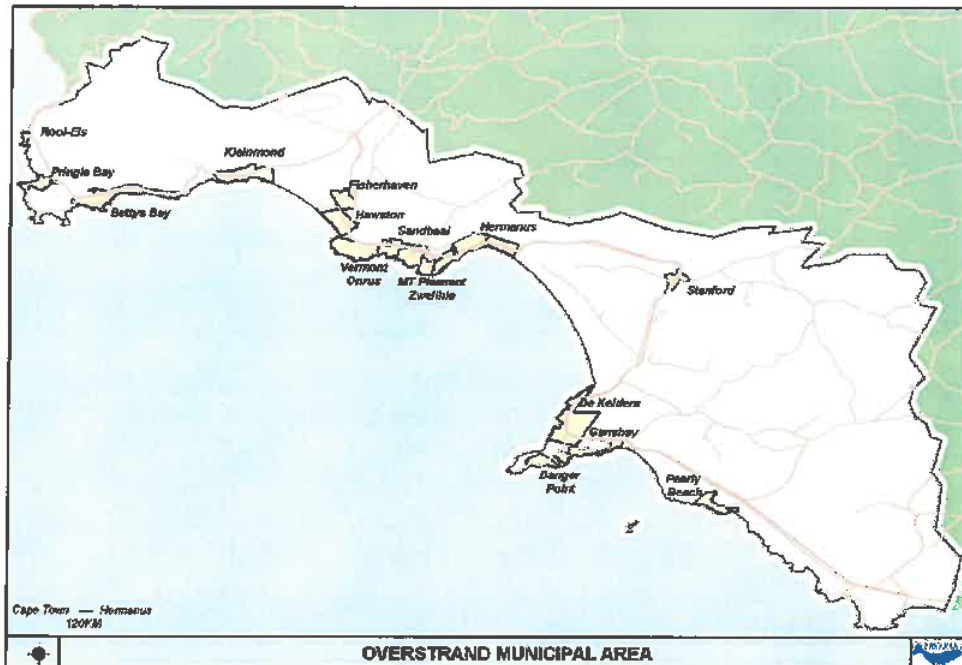 Rooi-Els
Pringle Bay
Bettys Bay
Kleinmond
Fisherhaven
Hawston
Sandbaai
Hermanus
Vermont
Onrus
MT Pleasant
Zwelihle
Stanford
De Kelders
Gansbay
Danger
Point
Pearly
Beach
Cape Town — Hermanus
120KM
OVERSTRAND MUNICIPAL AREA